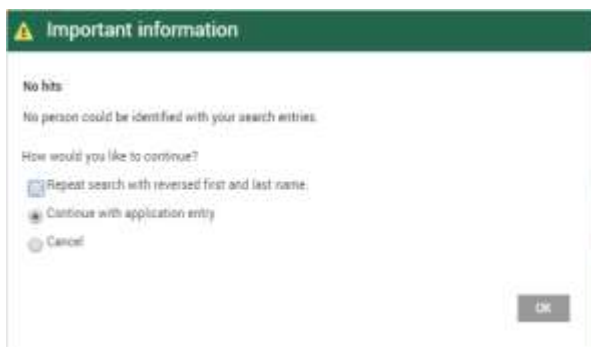 Important information
No hits
No person could be identified with your search entries.
How would you like to continue?
Repeat search with reversed first and last name.
Continue with application entry
Cancel
OK